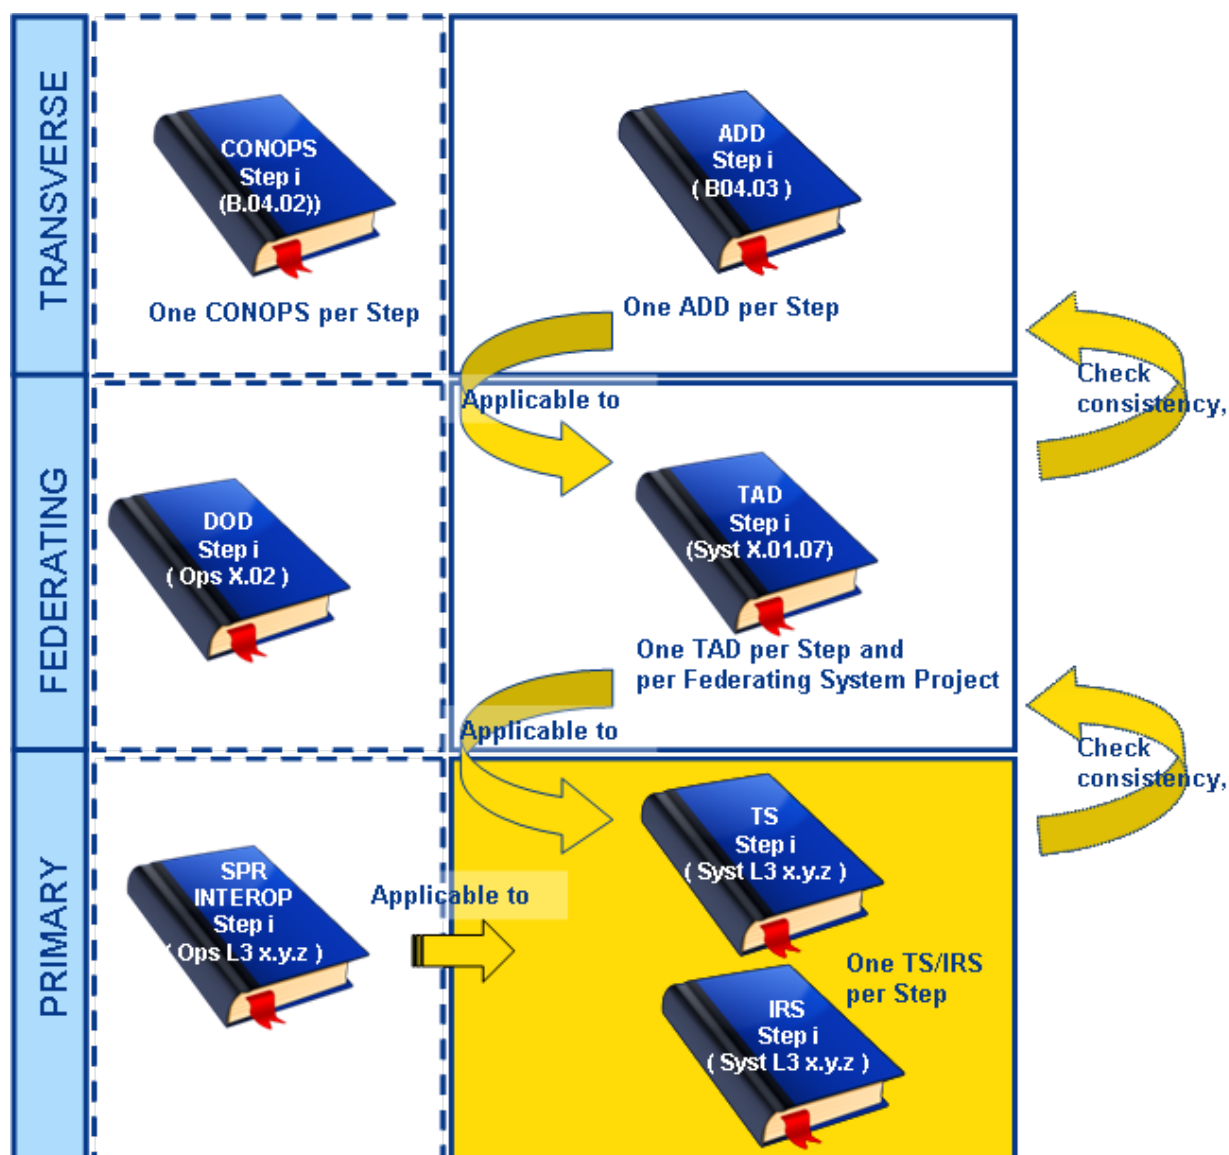 TRANSVERSE
CONOPS
Step i
(B.04.02))
One CONOPS per Step
ADD
Step i
( B04.03 )
One ADD per Step
Applicable to
Check
consistency,
FEDERATING
DOD
Step i
( Ops X.02 )
TAD
Step i
(Syst X.01.07)
One TAD per Step and
per Federating System Project
Applicable to
Check
consistency,
PRIMARY
SPR
INTEROP
Step i
( Ops L3 x.y.z )
Applicable to
TS
Step i
( Syst L3 x.y.z )
One TS/IRS
per Step
IRS
Step i
( Syst L3 x.y.z )